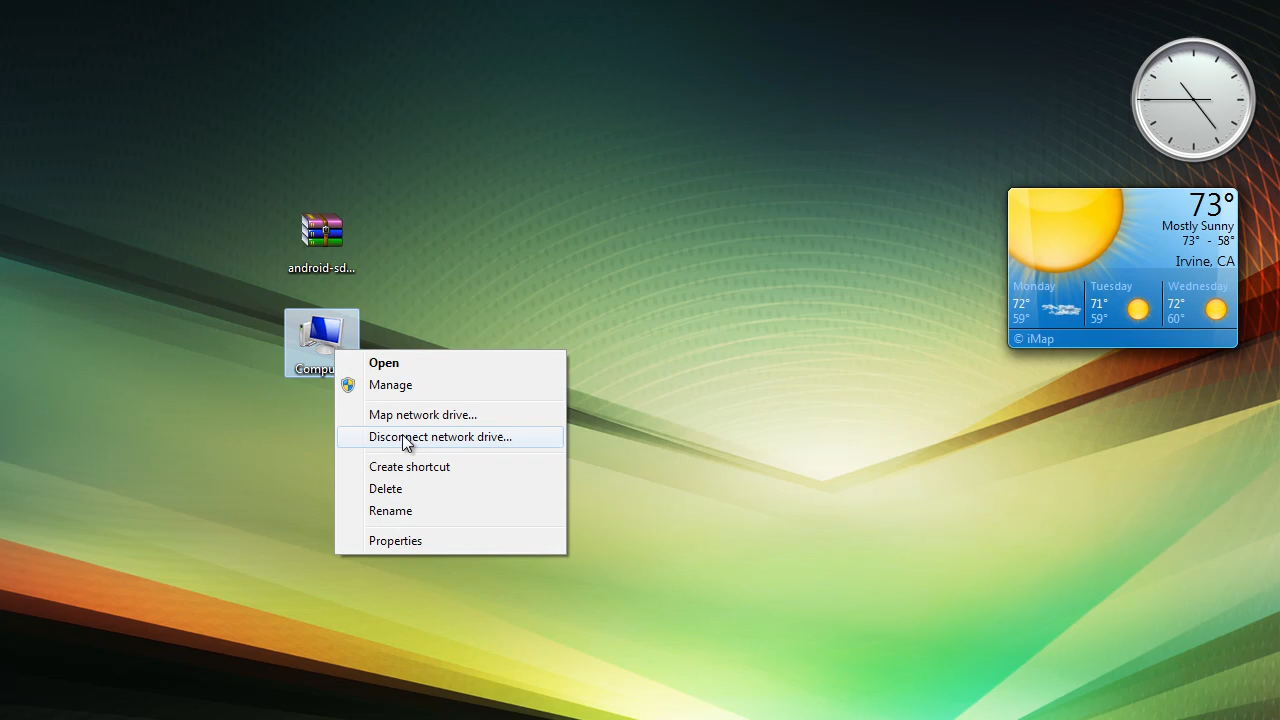 android-sd...
Compu
Open
Manage
Map network drive...
Disconnect network drive...
Create shortcut
Delete
Rename
Properties
73°
Mostly Sunny
73° - 58°
Irvine, CA
Monday Tuesday Wednesday
72° 71° 72°
59° 59° 60°
© iMap